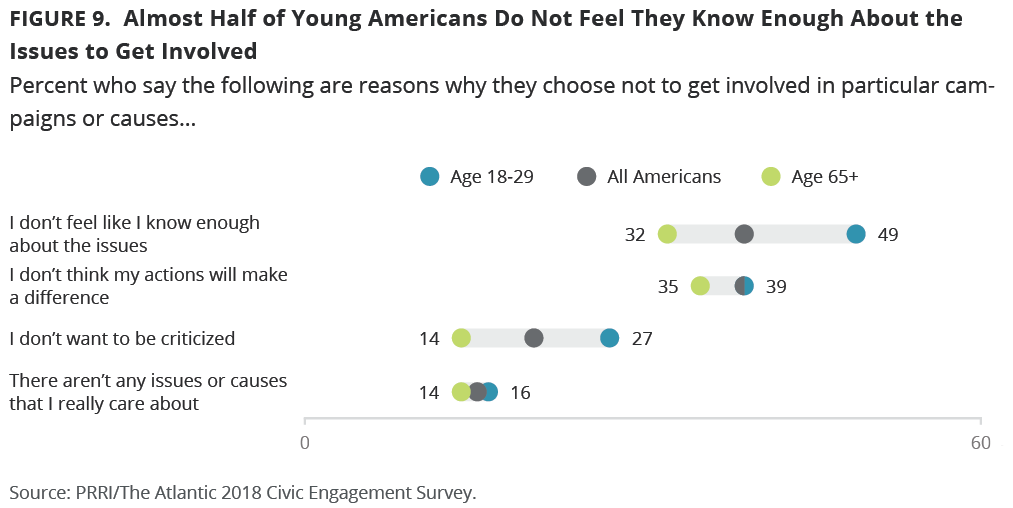 FIGURE 9.  Almost Half of Young Americans Do Not Feel They Know Enough About the
Issues to Get Involved
Percent who say the following are reasons why they choose not to get involved in particular cam-
paigns or causes...
Age 18-29 All Americans Age 65+
I don’t feel like I know enough
about the issues
32 49
I don’t think my actions will make
a difference
35 39
I don’t want to be criticized
14 27
There aren’t any issues or causes
that I really care about
14 16
0 60
Source: PRRI/The Atlantic 2018 Civic Engagement Survey.